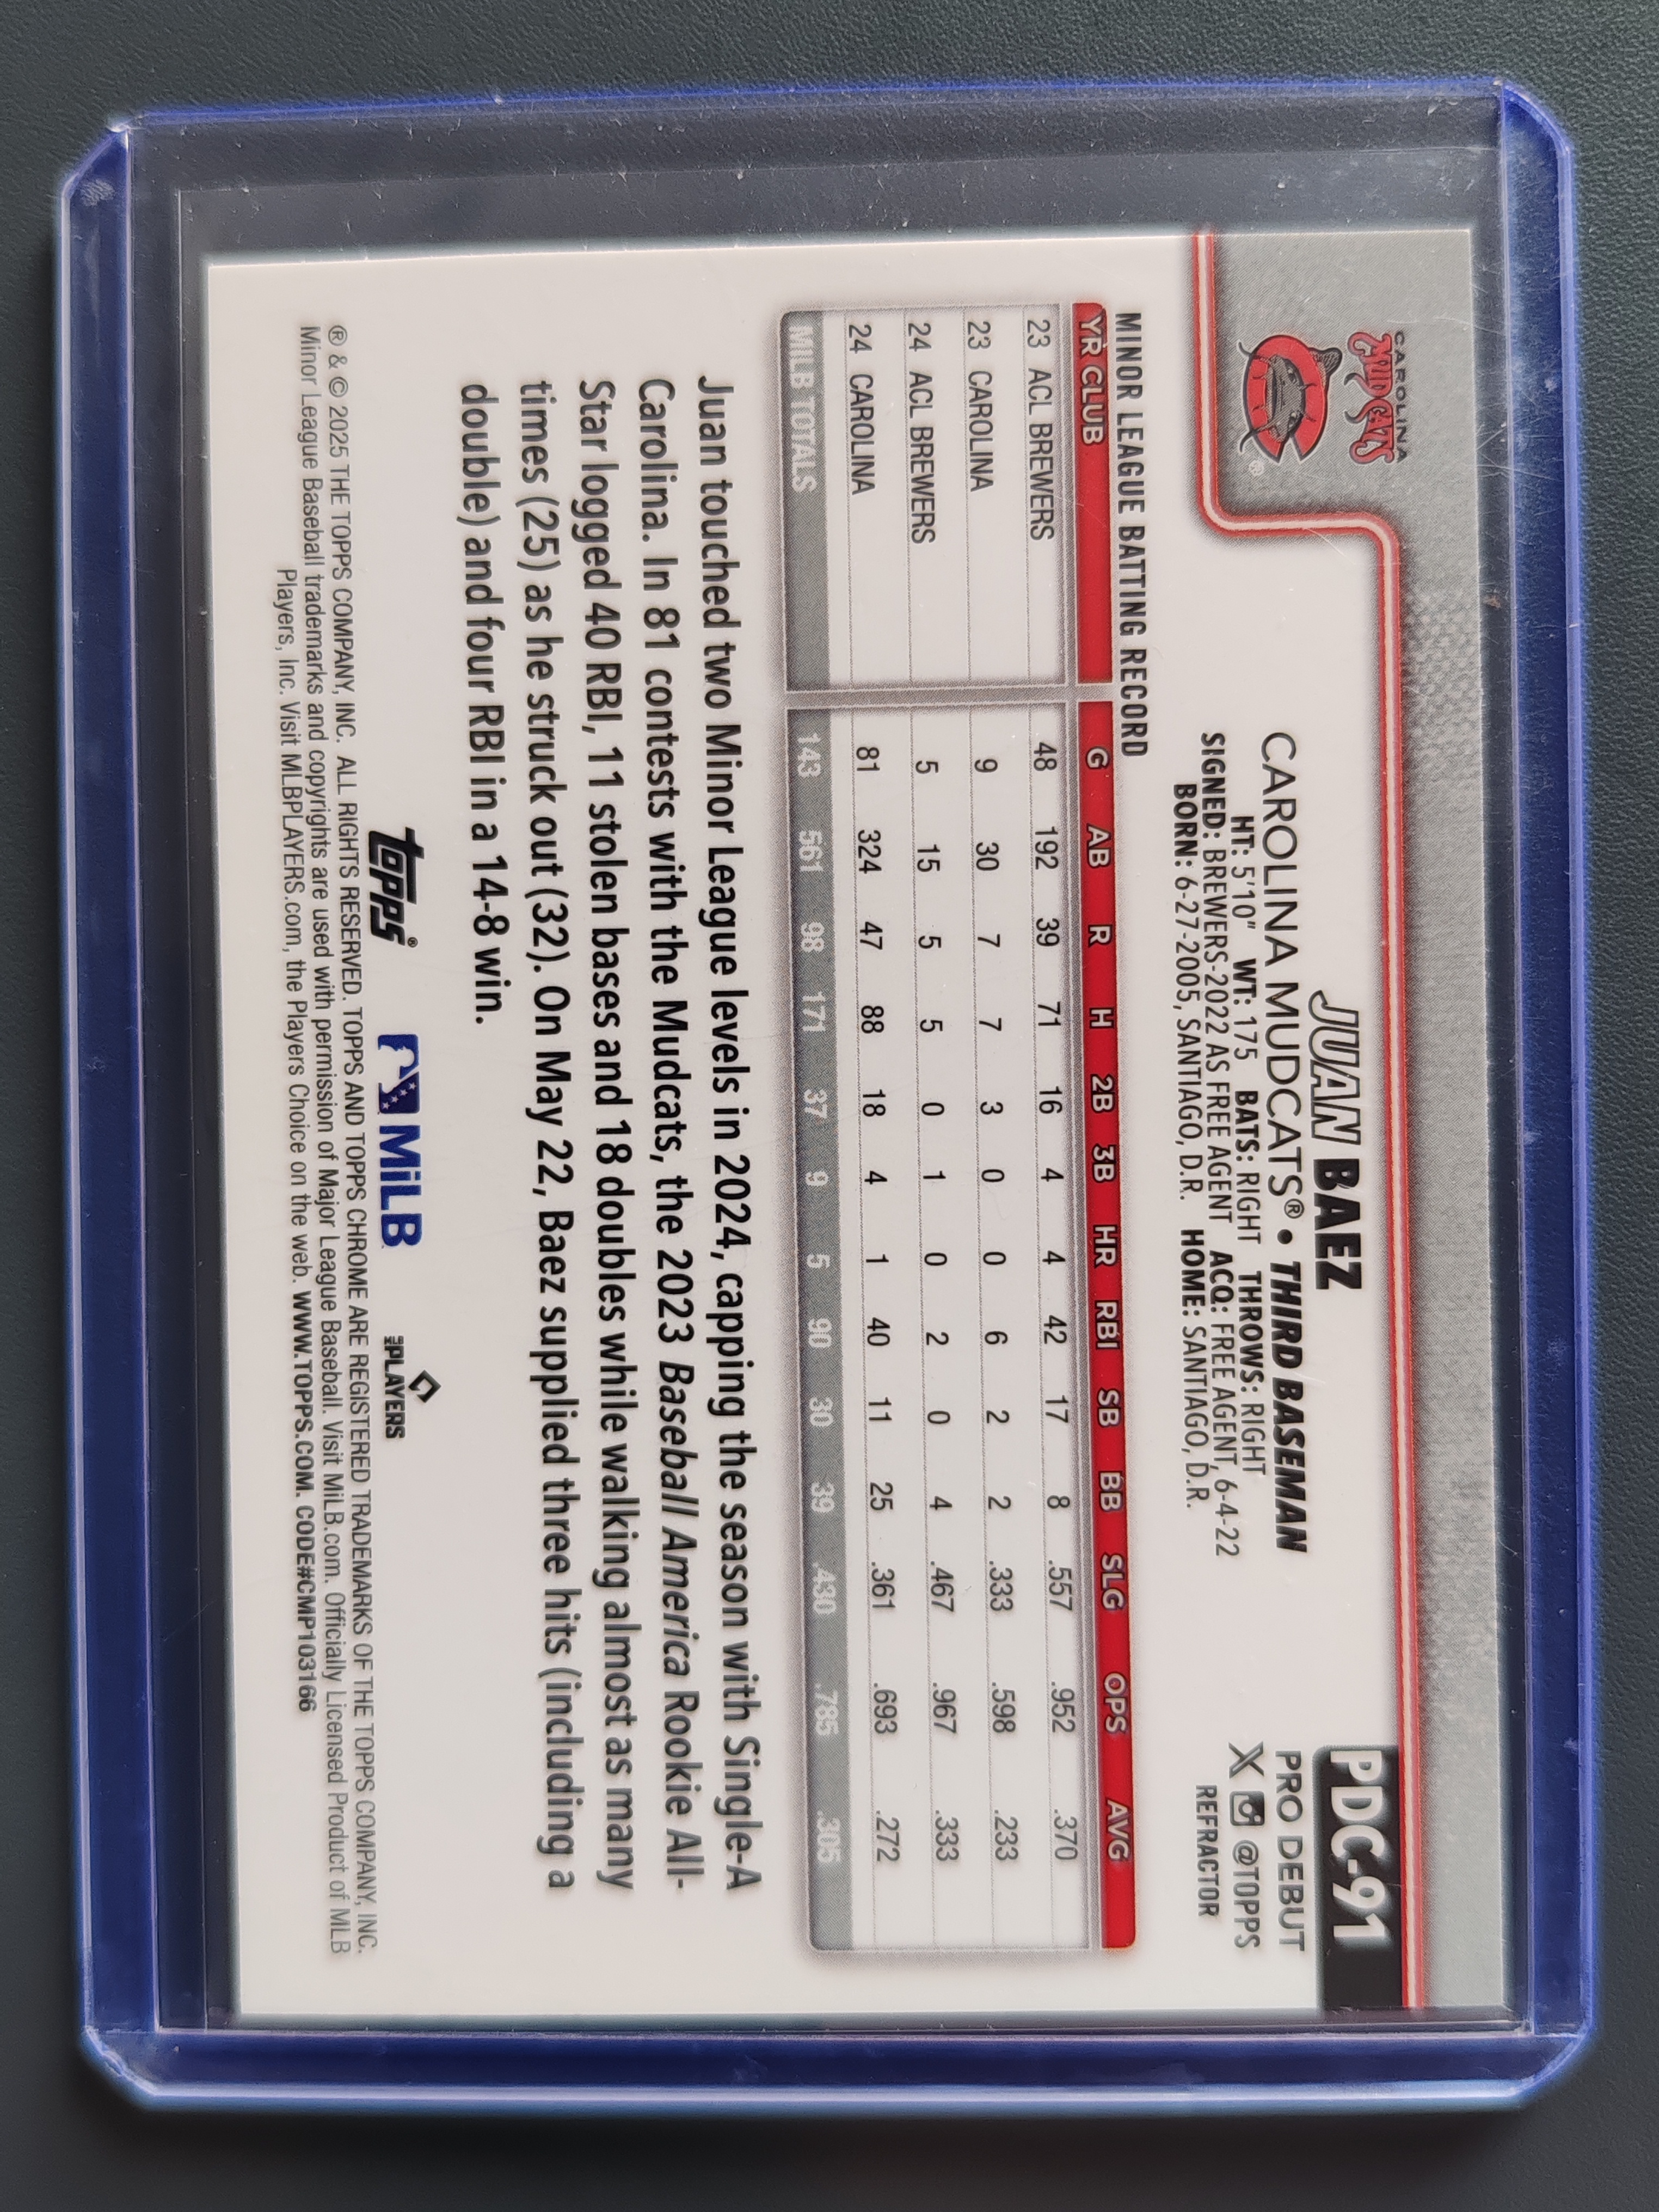 CAROLINA
MUDCATS
®
JUAN BAEZ
CAROLINA MUDCATS® • THIRD BASEMAN
HT: 5'10" WT: 175 BATS: RIGHT THROWS: RIGHT
SIGNED: BREWERS-2022 AS FREE AGENT ACQ: FREE AGENT, 6-4-22
BORN: 6-27-2005, SANTIAGO, D.R. HOME: SANTIAGO, D.R.
PDC-91
PRO DEBUT
X @TOPPS
REFRACTOR
MINOR LEAGUE BATTING RECORD
YR CLUB G AB R H 2B 3B HR RBI SB BB SLG OPS AVG
23 ACL BREWERS 48 192 39 71 16 4 4 42 17 8 .557 .952 .370
23 CAROLINA 9 30 7 7 3 0 0 6 2 2 .333 .598 .233
24 ACL BREWERS 5 15 5 5 0 1 0 2 0 4 .467 .967 .333
24 CAROLINA 81 324 47 88 18 4 1 40 11 25 .361 .693 .272
MiLB TOTALS 143 561 98 171 37 9 5 90 30 39 .430 .785 .305
Juan touched two Minor League levels in 2024, capping the season with Single-A
Carolina. In 81 contests with the Mudcats, the 2023 Baseball America Rookie All-
Star logged 40 RBI, 11 stolen bases and 18 doubles while walking almost as many
times (25) as he struck out (32). On May 22, Baez supplied three hits (including a
double) and four RBI in a 14-8 win.
topps® MiLB PLAYERS
® & © 2025 THE TOPPS COMPANY, INC. ALL RIGHTS RESERVED. TOPPS AND TOPPS CHROME ARE REGISTERED TRADEMARKS OF THE TOPPS COMPANY, INC.
Minor League Baseball trademarks and copyrights are used with permission of Major League Baseball. Visit MiLB.com. Officially Licensed Product of MLB
Players, Inc. Visit MLBPLAYERS.com, the Players Choice on the web. WWW.TOPPS.COM. CODE#CMP103166